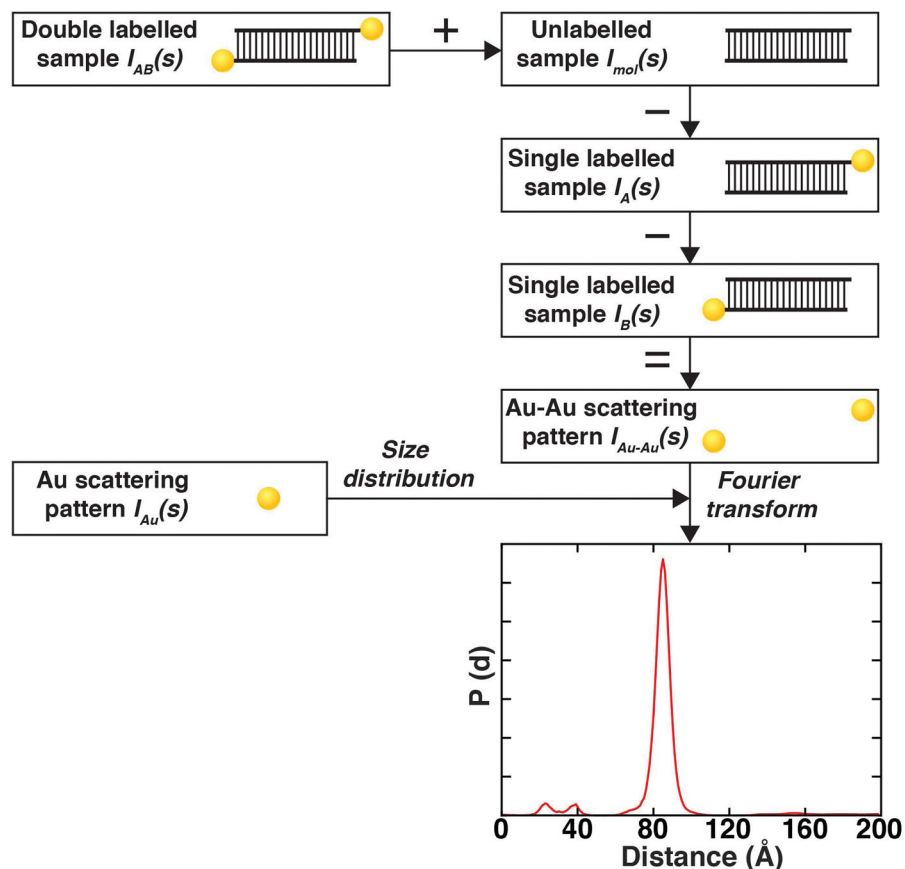 Double labelled
sample I_AB(s)
+
Unlabelled
sample I_mol(s)
−
Single labelled
sample I_A(s)
−
Single labelled
sample I_B(s)
=
Au-Au scattering
pattern I_Au-Au(s)
Au scattering
pattern I_Au(s)
Size
distribution
Fourier
transform
P (d)
0 40 80 120 160 200
Distance (Å)